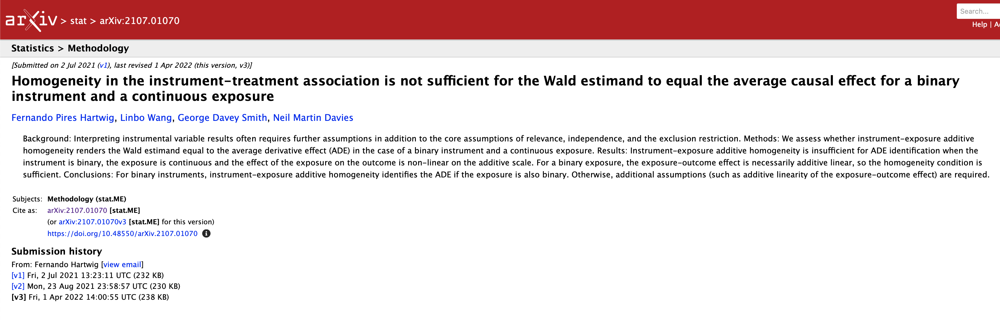 arXiv > stat > arXiv:2107.01070
Search...
Help |
Statistics > Methodology
[Submitted on 2 Jul 2021 (v1), last revised 1 Apr 2022 (this version, v3)]
Homogeneity in the instrument-treatment association is not sufficient for the Wald estimand to equal the average causal effect for a binary
instrument and a continuous exposure
Fernando Pires Hartwig, Linbo Wang, George Davey Smith, Neil Martin Davies
Background: Interpreting instrumental variable results often requires further assumptions in addition to the core assumptions of relevance, independence, and the exclusion restriction. Methods: We assess whether instrument-exposure additive
homogeneity renders the Wald estimand equal to the average derivative effect (ADE) in the case of a binary instrument and a continuous exposure. Results: Instrument-exposure additive homogeneity is insufficient for ADE identification when the
instrument is binary, the exposure is continuous and the effect of the exposure on the outcome is non-linear on the additive scale. For a binary exposure, the exposure-outcome effect is necessarily additive linear, so the homogeneity condition is
sufficient. Conclusions: For binary instruments, instrument-exposure additive homogeneity identifies the ADE if the exposure is also binary. Otherwise, additional assumptions (such as additive linearity of the exposure-outcome effect) are required.
Subjects: Methodology (stat.ME)
Cite as: arXiv:2107.01070 [stat.ME]
(or arXiv:2107.01070v3 [stat.ME] for this version)
https://doi.org/10.48550/arXiv.2107.01070
Submission history
From: Fernando Hartwig [view email]
[v1] Fri, 2 Jul 2021 13:23:11 UTC (232 KB)
[v2] Mon, 23 Aug 2021 23:58:57 UTC (230 KB)
[v3] Fri, 1 Apr 2022 14:00:55 UTC (238 KB)